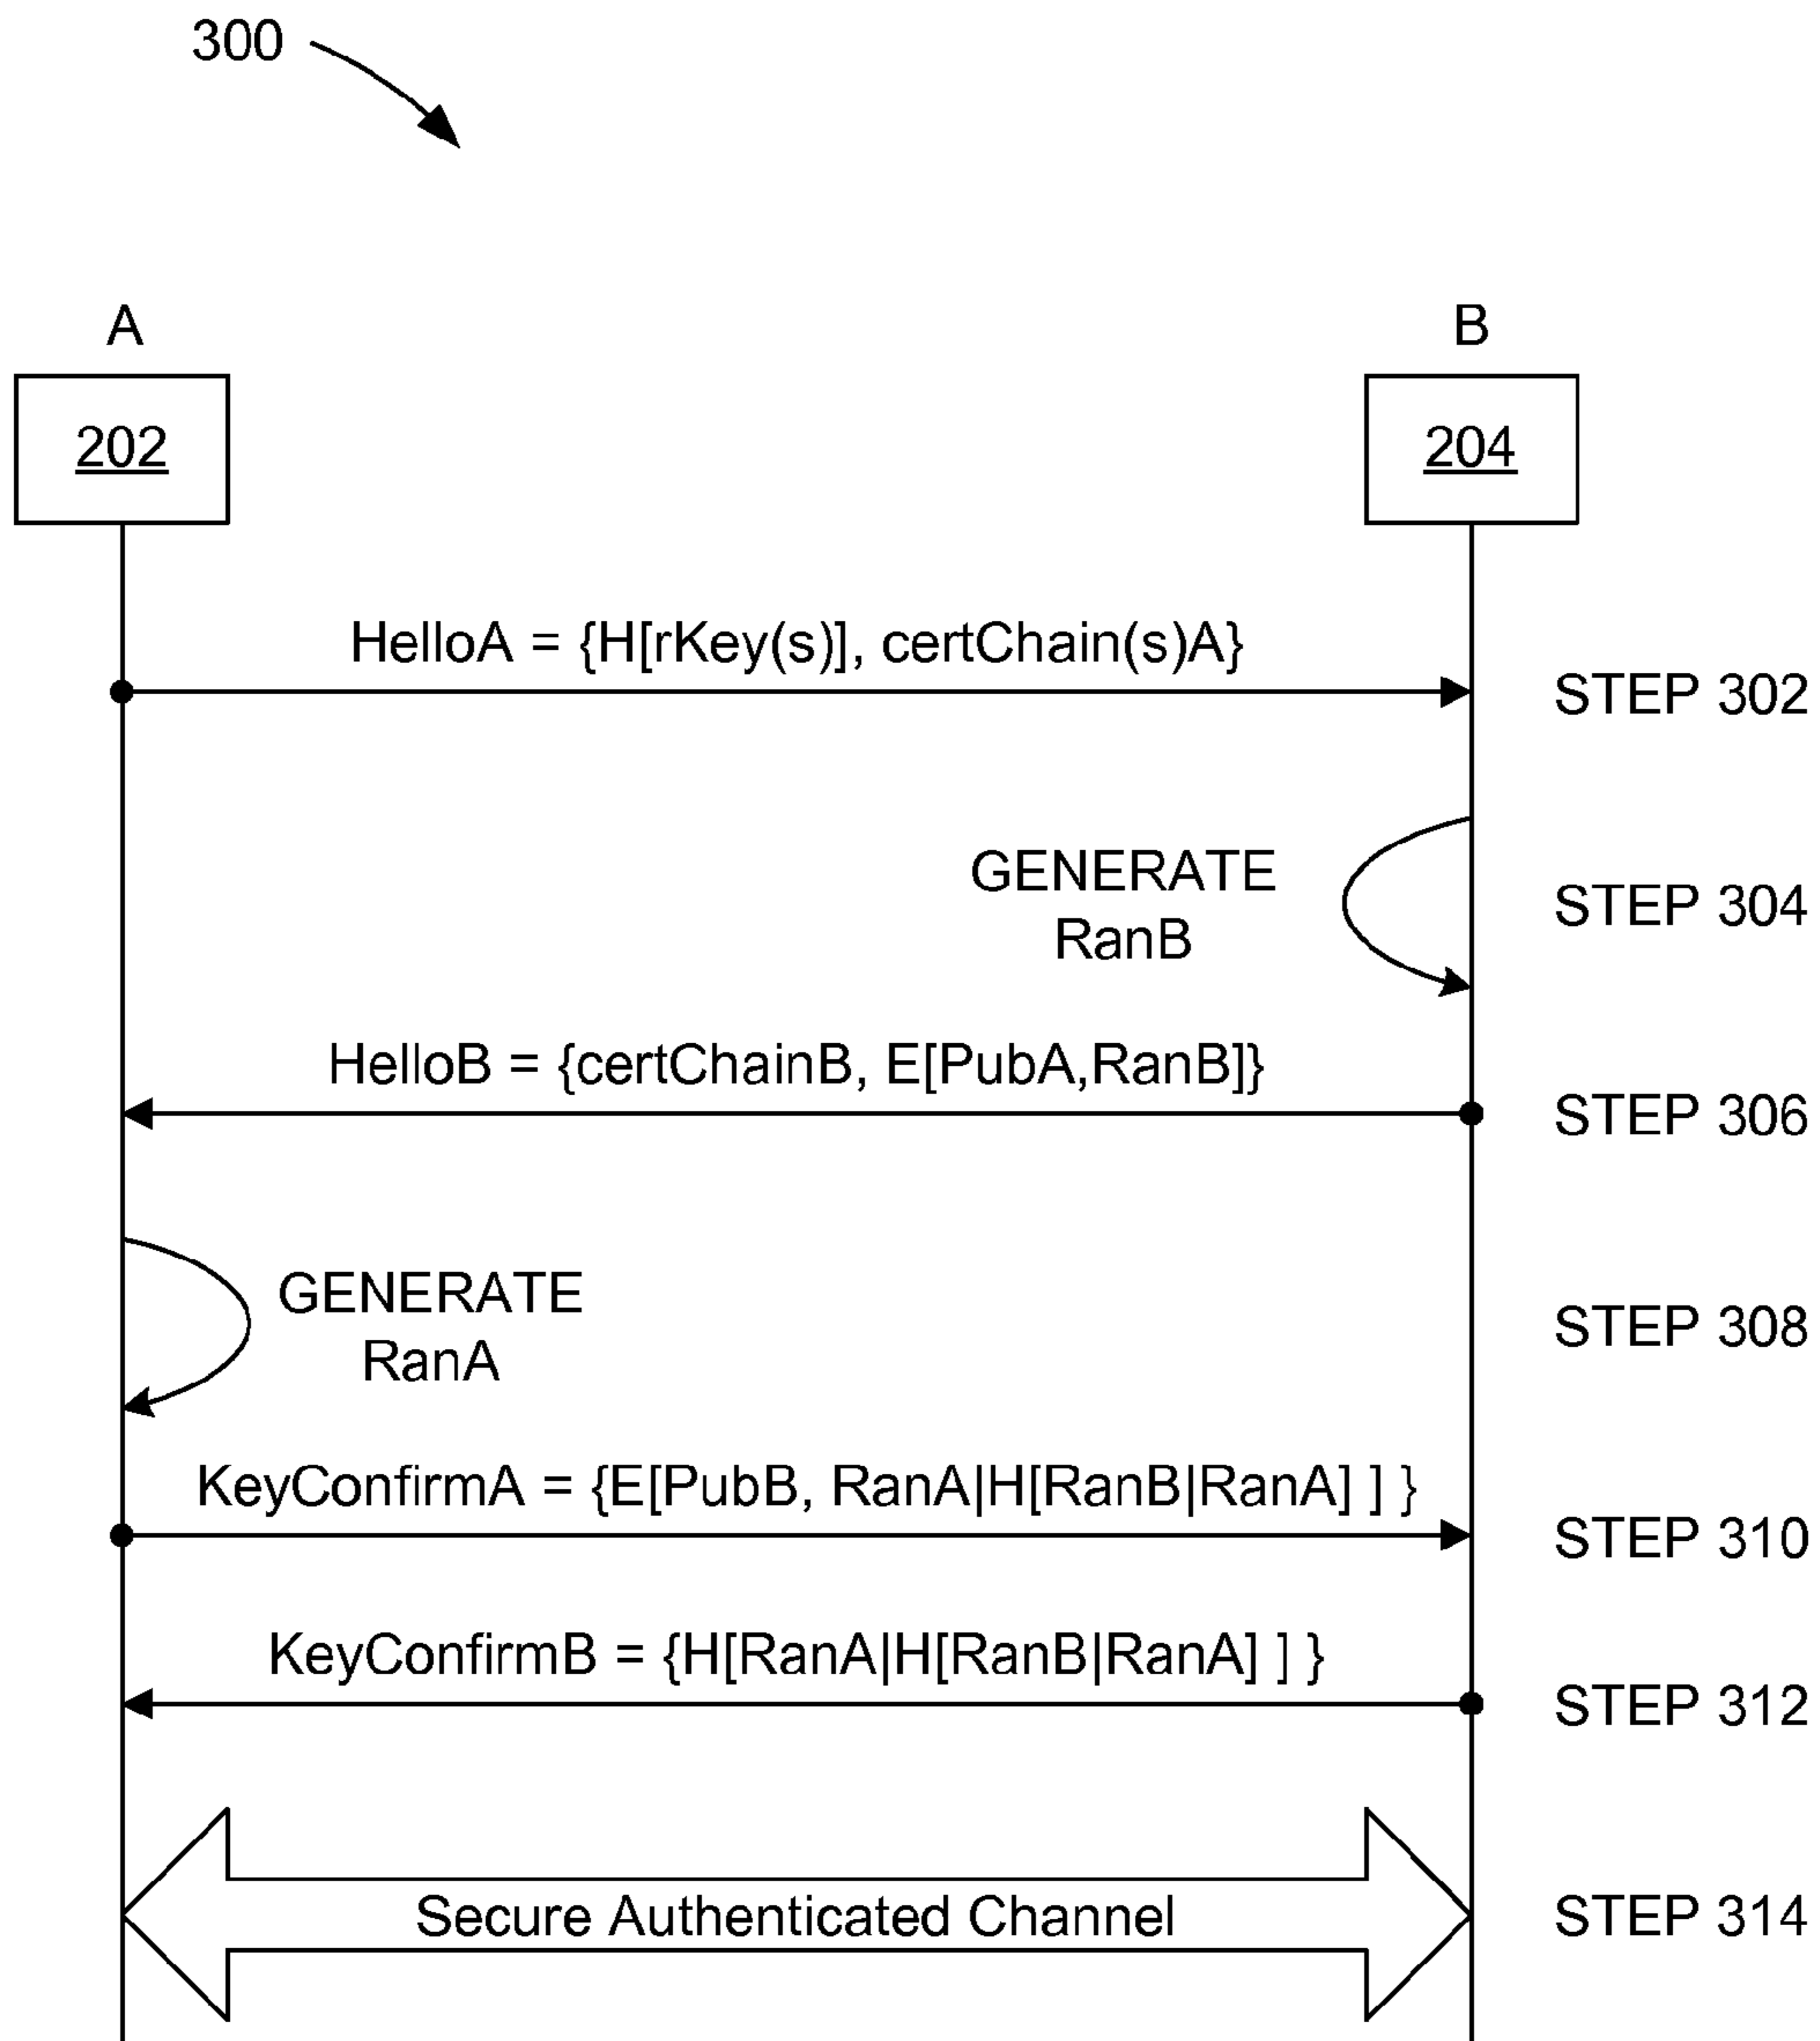 300
A
B
202
204
HelloA = {H[rKey(s)], certChain(s)A}
STEP 302
GENERATE
RanB
STEP 304
HelloB = {certChainB, E[PubA,RanB]}
STEP 306
GENERATE
RanA
STEP 308
KeyConfirmA = {E[PubB, RanA|H[RanB|RanA] ] }
STEP 310
KeyConfirmB = {H[RanA|H[RanB|RanA] ] }
STEP 312
Secure Authenticated Channel
STEP 314